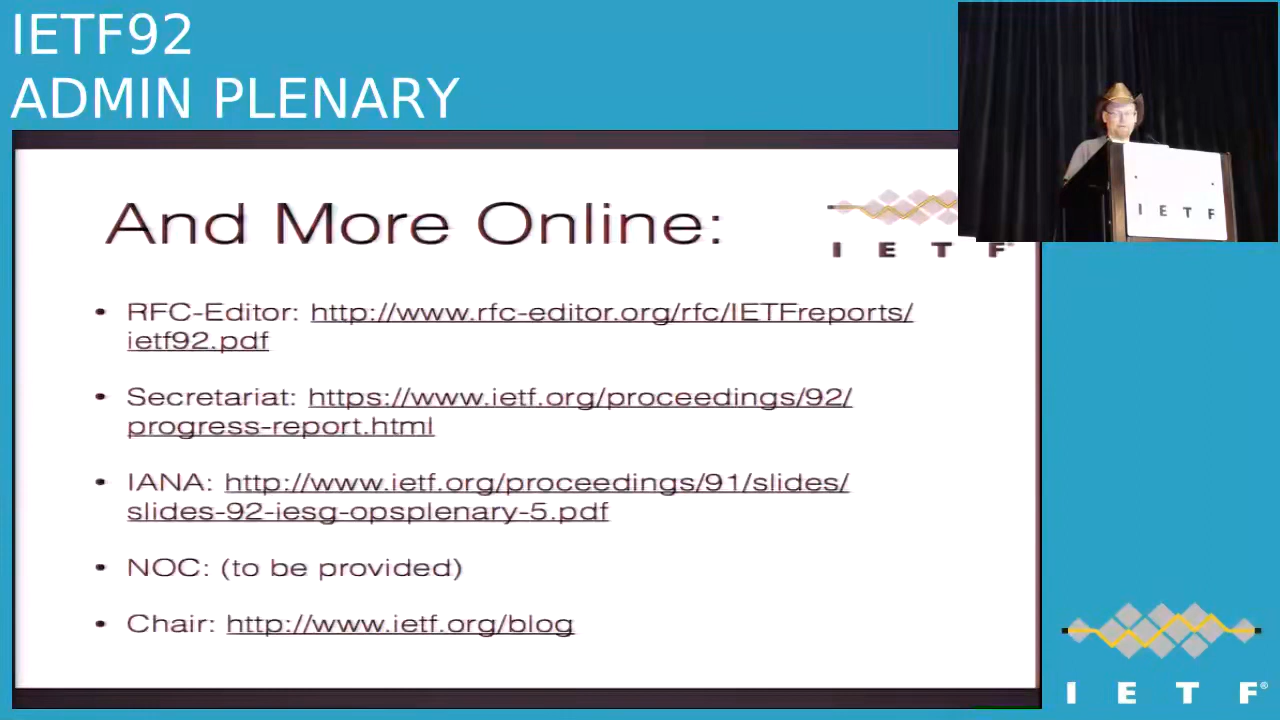 IETF92
ADMIN PLENARY
And More Online:
I E T F
• RFC-Editor: http://www.rfc-editor.org/rfc/IETFreports/
ietf92.pdf
• Secretariat: https://www.ietf.org/proceedings/92/
progress-report.html
• IANA: http://www.ietf.org/proceedings/91/slides/
slides-92-iesg-opsplenary-5.pdf
• NOC: (to be provided)
• Chair: http://www.ietf.org/blog
I E T F
I E T F®